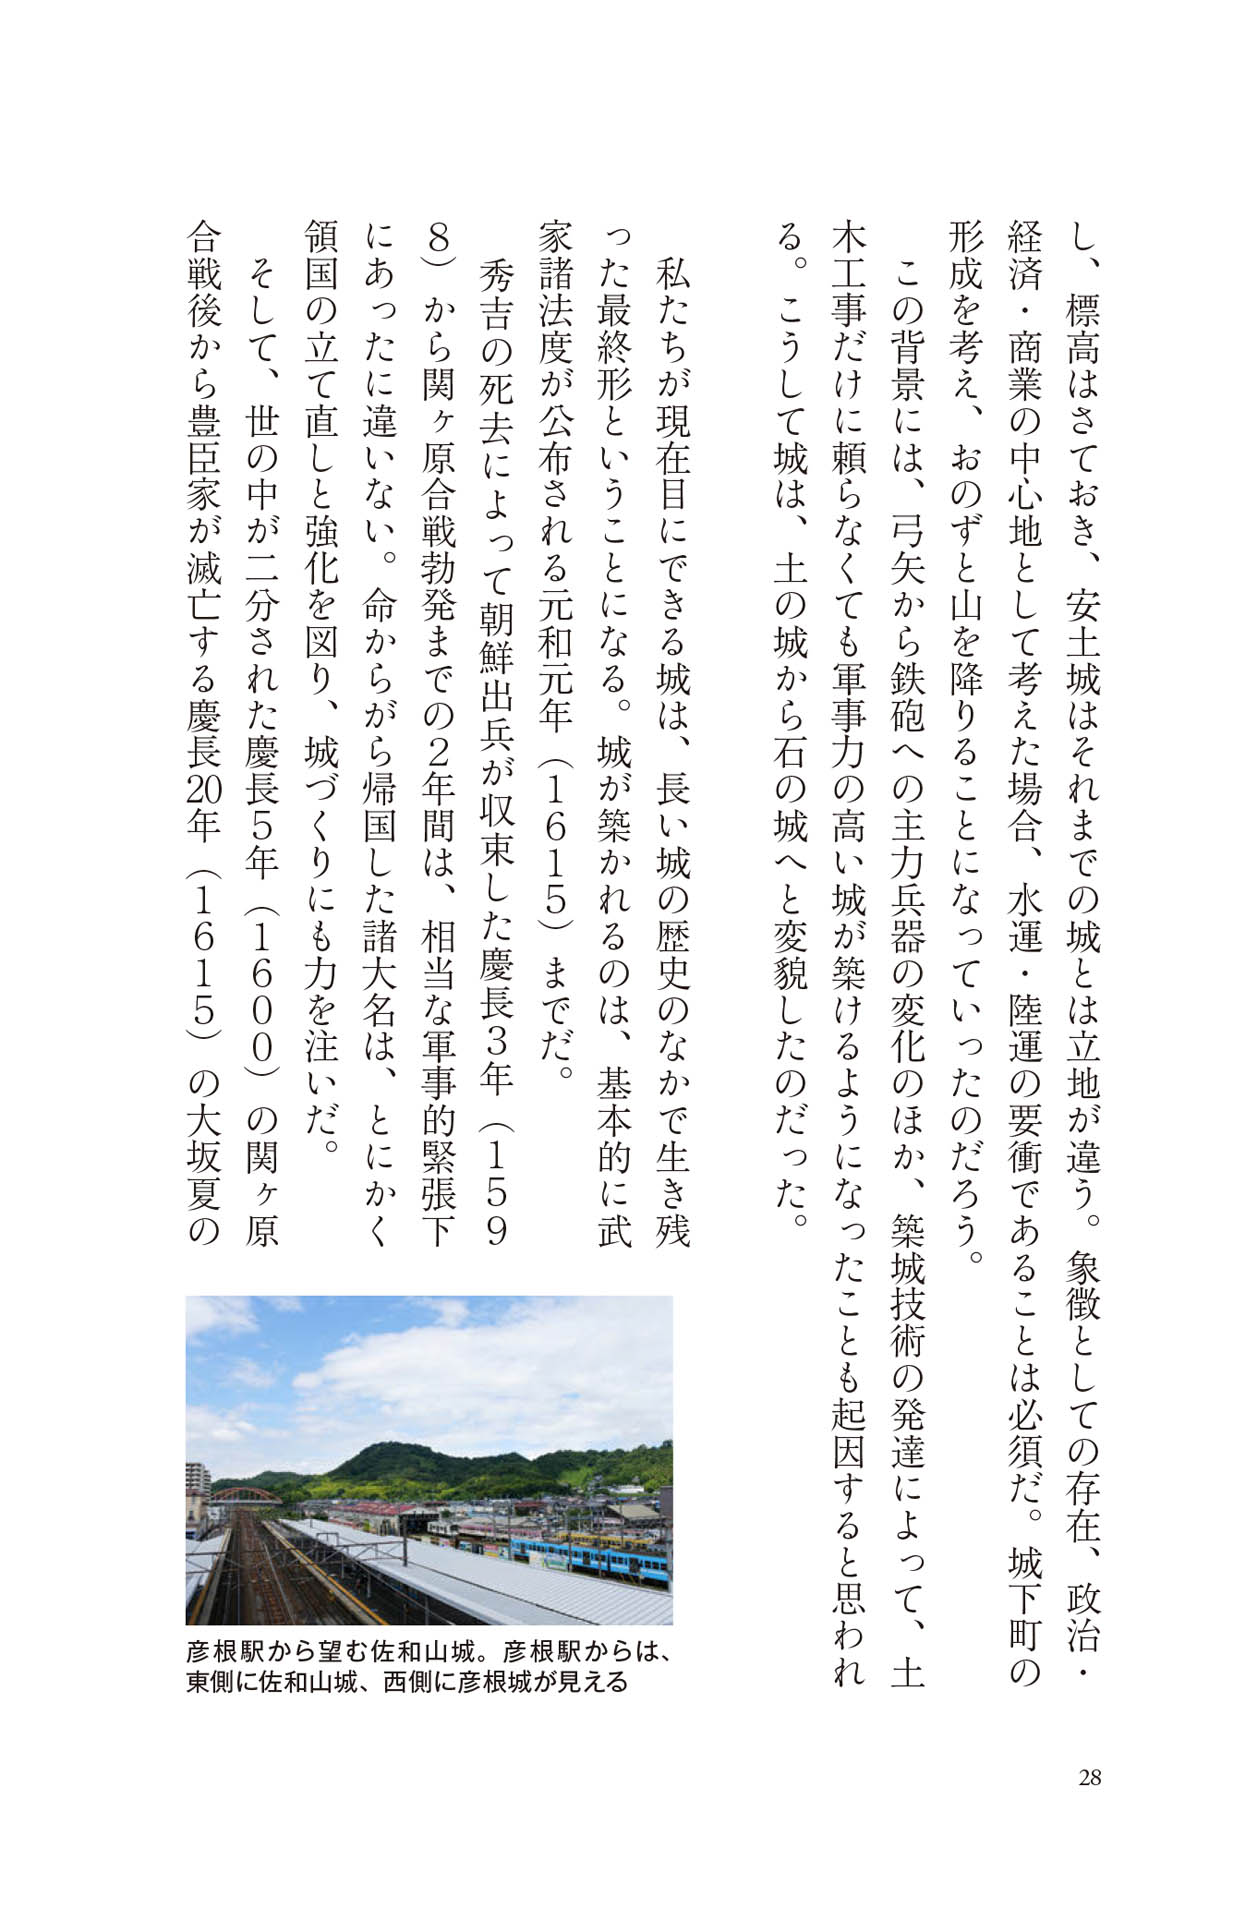 し、標高はさておき、安土城はそれまでの城とは立地が違う。象徴としての存在、政治・
経済・商業の中心地として考えた場合、水運・陸運の要衝であることは必須だ。城下町の
形成を考え、おのずと山を降りることになっていったのだろう。
この背景には、弓矢から鉄砲への主力兵器の変化のほか、築城技術の発達によって、土
木工事だけに頼らなくても軍事力の高い城が築けるようになったことも起因すると思われ
る。こうして城は、土の城から石の城へと変貌したのだった。
私たちが現在目にできる城は、長い城の歴史のなかで生き残
った最終形ということになる。城が築かれるのは、基本的に武
家諸法度が公布される元和元年（１６１５）までだ。
秀吉の死去によって朝鮮出兵が収束した慶長３年（１５９
８）から関ヶ原合戦勃発までの２年間は、相当な軍事的緊張下
にあったに違いない。命からがら帰国した諸大名は、とにかく
領国の立て直しと強化を図り、城づくりにも力を注いだ。
そして、世の中が二分された慶長５年（１６００）の関ヶ原
合戦後から豊臣家が滅亡する慶長20年（１６１５）の大坂夏の
彦根駅から望む佐和山城。彦根駅からは、
東側に佐和山城、西側に彦根城が見える
28